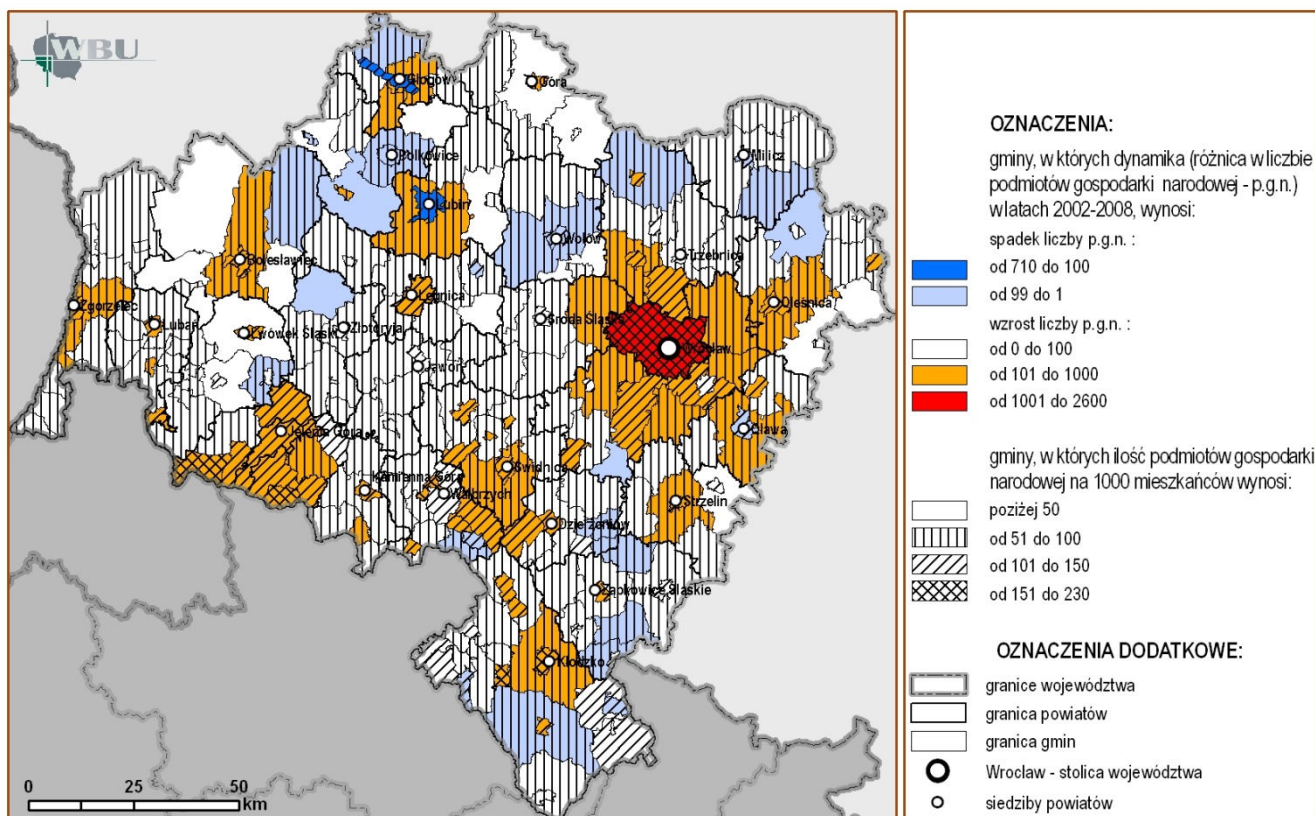 WBU
Głogów
Góra
Polkowice
Milicz
Lubin
Wołów
Trzebnica
Bolesławiec
Legnica
Oleśnica
Zgorzelec
Lubań
Lwówek Śląski
Złotoryja
Środa Śląska
Wrocław
Jawor
Jelenia Góra
Oława
Kamienna Góra
Świdnica
Wałbrzych
Strzelin
Dzierżoniów
Ząbkowice Śląskie
Kłodzko
0 25 50
km
OZNACZENIA:
gminy, w których dynamika (różnica w liczbie
podmiotów gospodarki narodowej - p.g.n.)
w latach 2002-2008, wynosi:
spadek liczby p.g.n. :
od 710 do 100
od 99 do 1
wzrost liczby p.g.n. :
od 0 do 100
od 101 do 1000
od 1001 do 2600
gminy, w których ilość podmiotów gospodarki
narodowej na 1000 mieszkańców wynosi:
poziżej 50
od 51 do 100
od 101 do 150
od 151 do 230
OZNACZENIA DODATKOWE:
granice województwa
granica powiatów
granica gmin
Wrocław - stolica województwa
siedziby powiatów